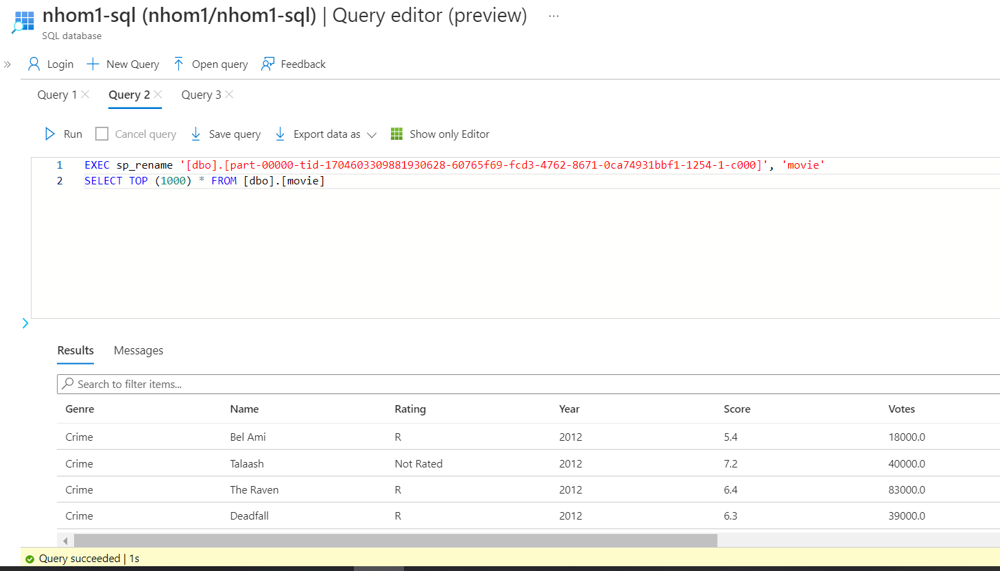 nhom1-sql (nhom1/nhom1-sql) | Query editor (preview) ...
SQL database
» Login New Query Open query Feedback
Query 1 Query 2 Query 3
Run Cancel query Save query Export data as Show only Editor
1 EXEC sp_rename '[dbo].[part-00000-tid-1704603309881930628-60765f69-fcd3-4762-8671-0ca74931bbf1-1254-1-c000]', 'movie'
2 SELECT TOP (1000) * FROM [dbo].[movie]
Results Messages
Search to filter items...
Genre Name Rating Year Score Votes
Crime Bel Ami R 2012 5.4 18000.0
Crime Talaash Not Rated 2012 7.2 40000.0
Crime The Raven R 2012 6.4 83000.0
Crime Deadfall R 2012 6.3 39000.0
Query succeeded | 1s